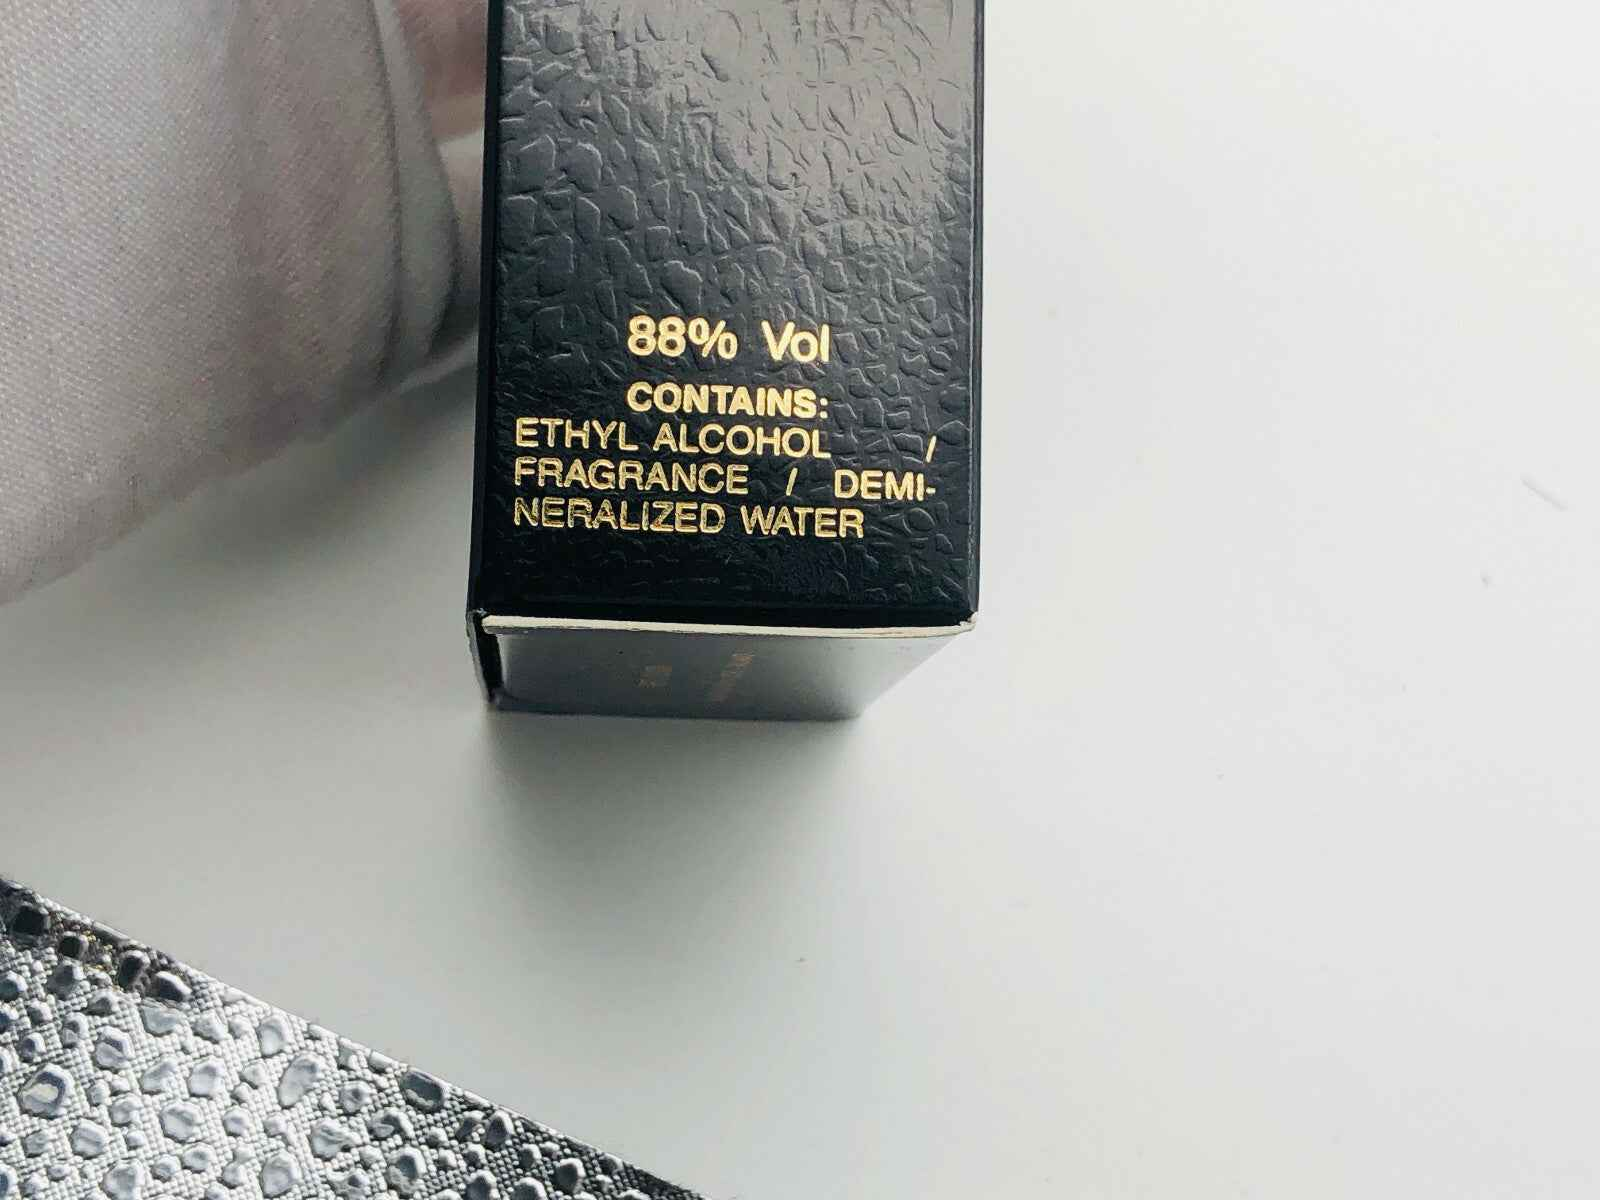 88% Vol
CONTAINS:
ETHYL ALCOHOL /
FRAGRANCE / DEMI-
NERALIZED WATER